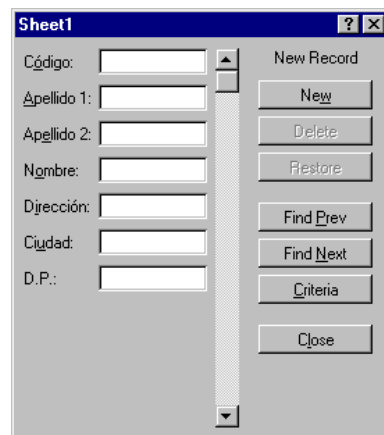 Sheet1
Código:
Apellido 1:
Apellido 2:
Nombre:
Dirección:
Ciudad:
D.P.:
New Record
New
Delete
Restore
Find Prev
Find Next
Criteria
Close